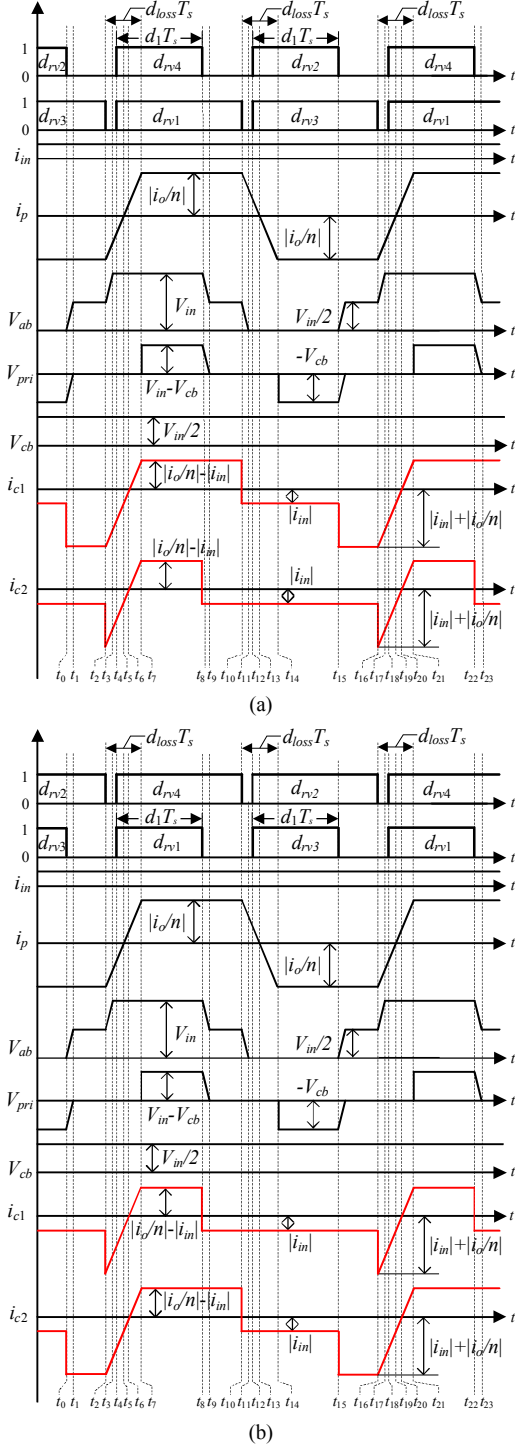 d_loss T_s d_loss T_s d_loss T_s
d_1 T_s d_1 T_s
1 d_rv2 d_rv4 d_rv2 d_rv4
0 t
1 d_rv3 d_rv1 d_rv3 d_rv1
0 t
i_in t
i_p |i_o/n| |i_o/n| t
V_ab V_in V_in/2 t
V_pri V_in-V_cb -V_cb t
V_cb V_in/2 t
i_c1 |i_o/n|-|i_in| |i_in| |i_in|+|i_o/n| t
i_c2 |i_o/n|-|i_in| |i_in| |i_in|+|i_o/n| t
t_0 t_1 t_2 t_3 t_4 t_5 t_6 t_7 t_8 t_9 t_10 t_11 t_12 t_13 t_14 t_15 t_16 t_17 t_18 t_19 t_20 t_21 t_22 t_23
(a)
d_loss T_s d_loss T_s d_loss T_s
1 d_rv2 d_rv4 d_rv2 d_rv4
0 t
d_1 T_s d_1 T_s
1 d_rv3 d_rv1 d_rv3 d_rv1
0 t
i_in t
i_p |i_o/n| |i_o/n| t
V_ab V_in V_in/2 t
V_pri V_in-V_cb -V_cb t
V_cb V_in/2 t
i_c1 |i_o/n|-|i_in| |i_in| |i_in|+|i_o/n| t
i_c2 |i_o/n|-|i_in| |i_in| |i_in|+|i_o/n| t
t_0 t_1 t_2 t_3 t_4 t_5 t_6 t_7 t_8 t_9 t_10 t_11 t_12 t_13 t_14 t_15 t_16 t_17 t_18 t_19 t_20 t_21 t_22 t_23
(b)